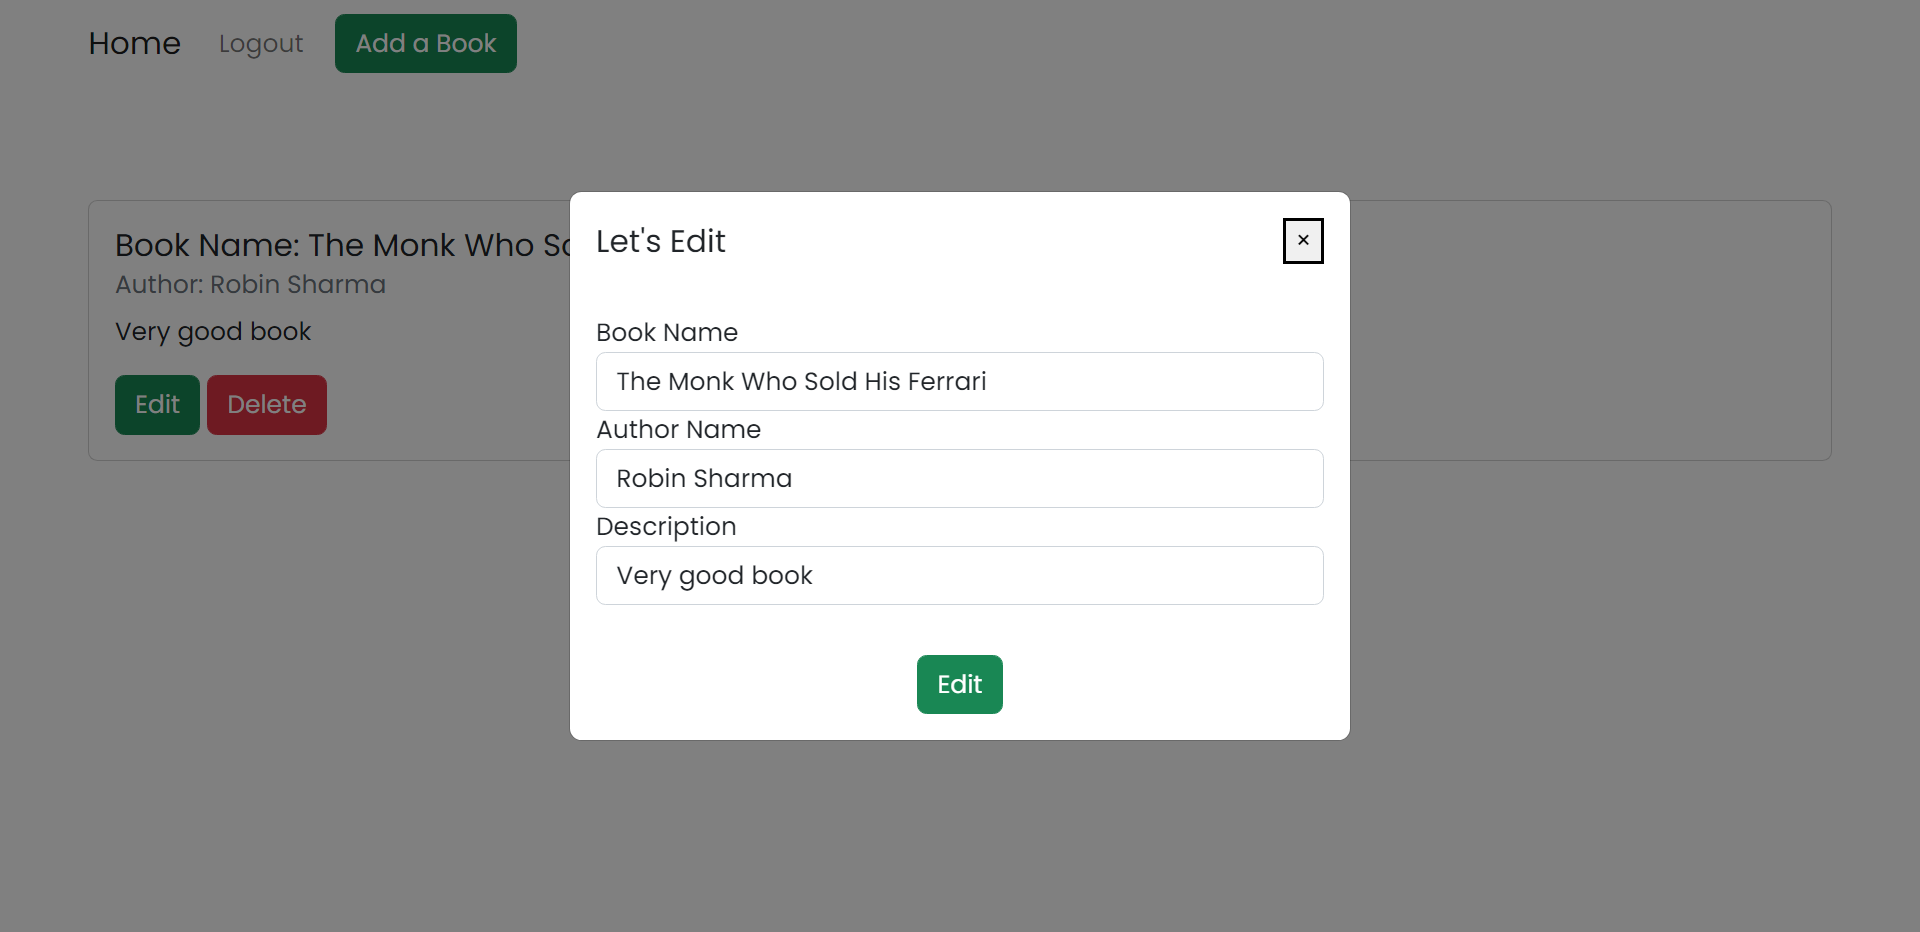 Home Logout Add a Book
Book Name: The Monk Who
Author: Robin Sharma
Very good book
Edit Delete
Let's Edit
×
Book Name
The Monk Who Sold His Ferrari
Author Name
Robin Sharma
Description
Very good book
Edit